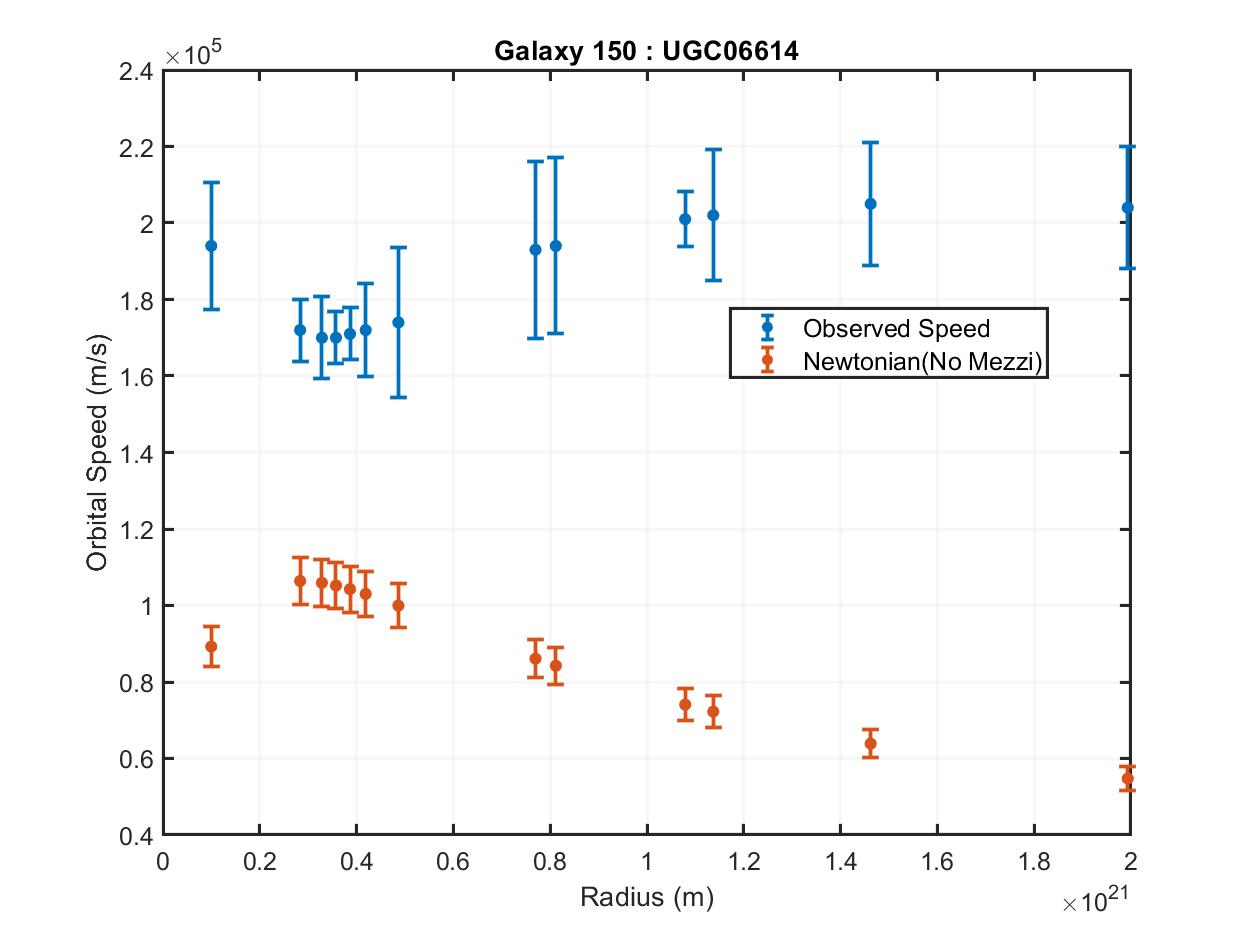 Galaxy 150 : UGC06614
×10^5
2.4
2.2
2
1.8
1.6
1.4
1.2
1
0.8
0.6
0.4
Orbital Speed (m/s)
Observed Speed
Newtonian(No Mezzi)
0 0.2 0.4 0.6 0.8 1 1.2 1.4 1.6 1.8 2
Radius (m)
×10^21